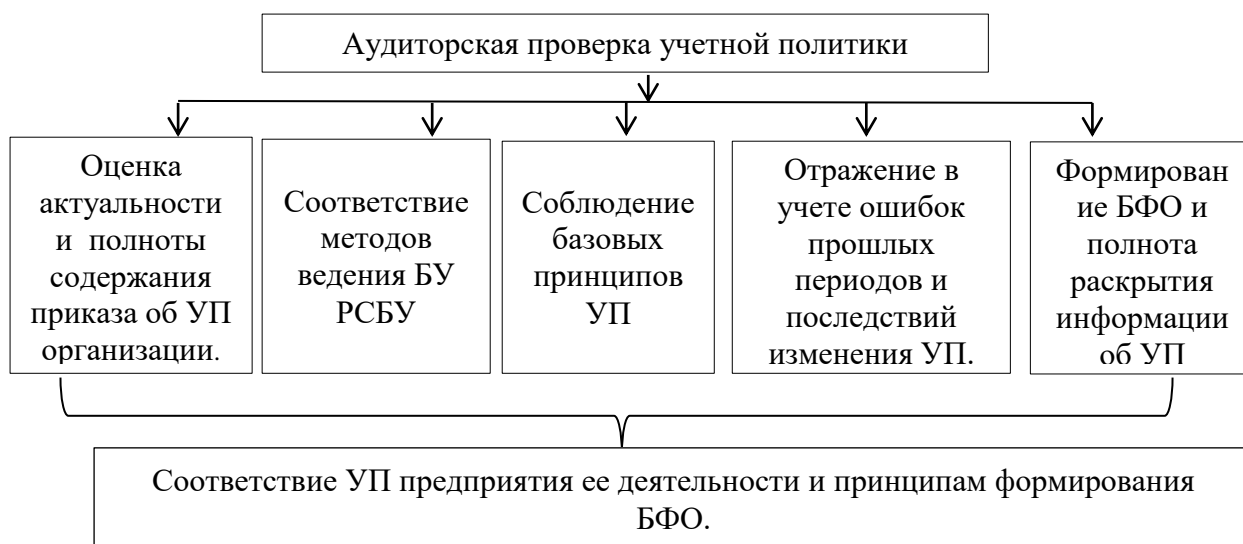 Аудиторская проверка учетной политики
Оценка
актуальности
и полноты
содержания
приказа об УП
организации.
Соответствие
методов
ведения БУ
РСБУ
Соблюдение
базовых
принципов
УП
Отражение в
учете ошибок
прошлых
периодов и
последствий
изменения УП.
Формирован
ие БФО и
полнота
раскрытия
информации
об УП
Соответствие УП предприятия ее деятельности и принципам формирования
БФО.